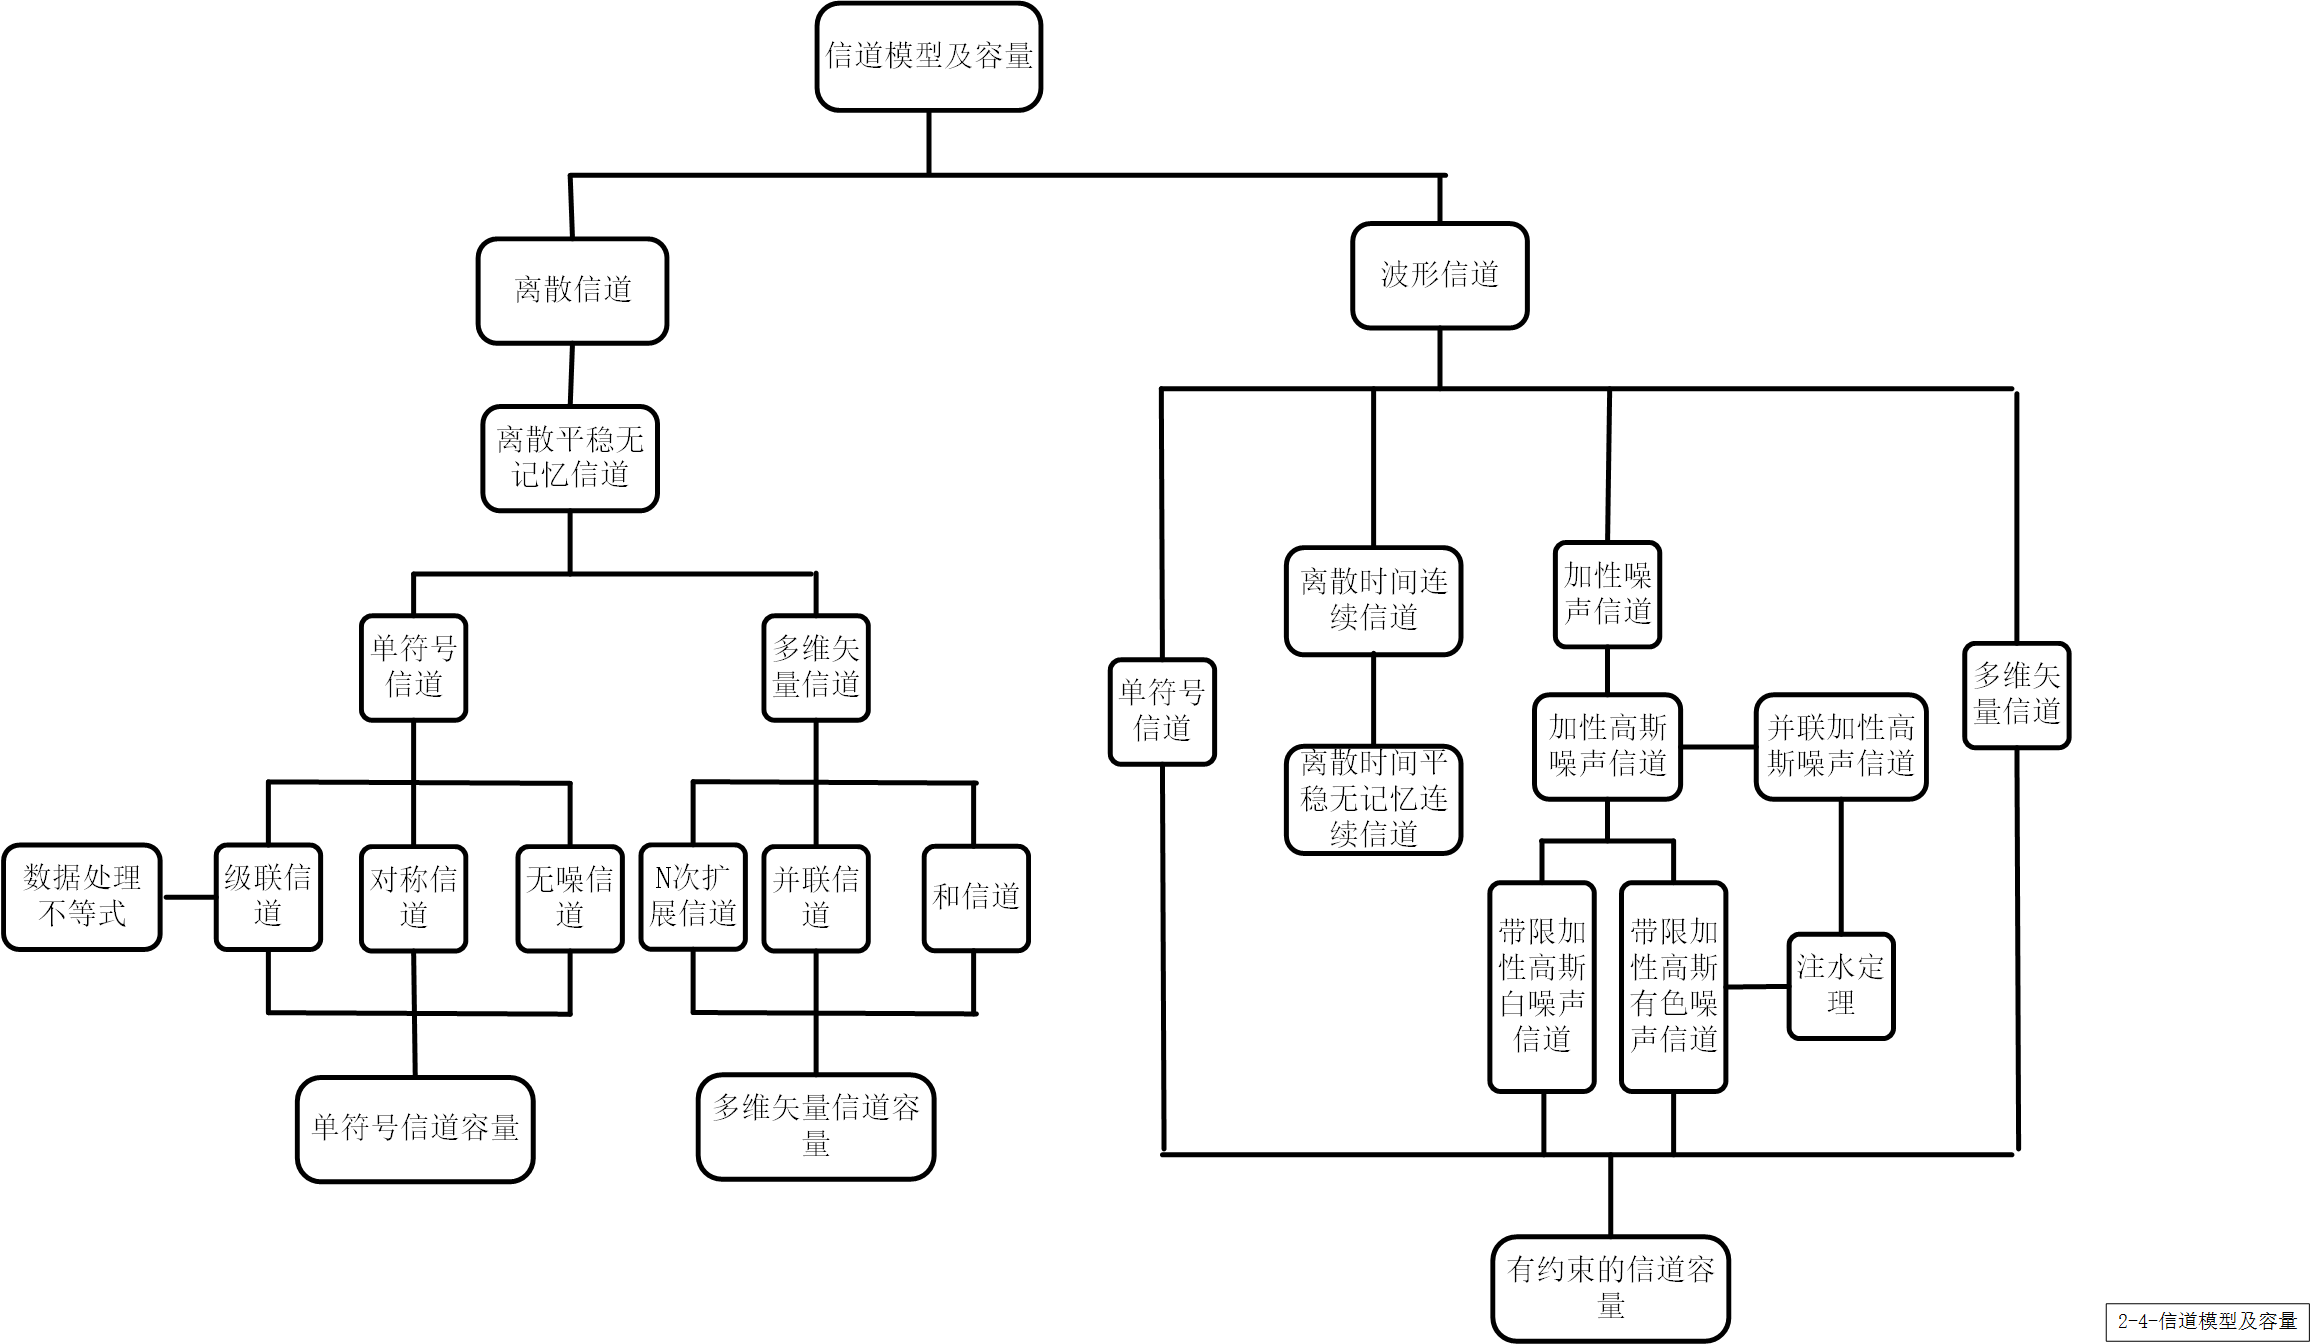 信道模型及容量
离散信道
波形信道
离散平稳无
记忆信道
单符号
信道
多维矢
量信道
单符号
信道
离散时间连
续信道
加性噪
声信道
多维矢
量信道
离散时间平
稳无记忆连
续信道
加性高斯
噪声信道
并联加性高
斯噪声信道
数据处理
不等式
级联信
道
对称信
道
无噪信
道
N次扩
展信道
并联信
道
和信道
带限加
性高斯
白噪声
信道
带限加
性高斯
有色噪
声信道
注水定
理
单符号信道容量
多维矢量信道容
量
有约束的信道容
量
2-4-信道模型及容量